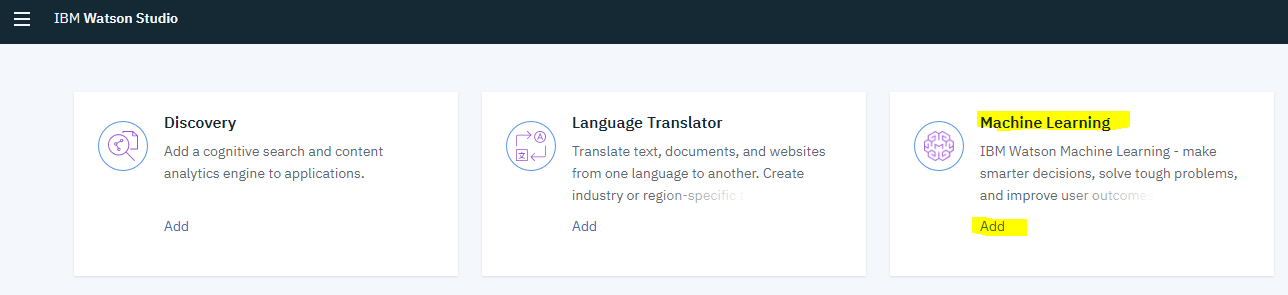 IBM Watson Studio
Discovery
Add a cognitive search and content
analytics engine to applications.
Add
Language Translator
Translate text, documents, and websites
from one language to another. Create
industry or region-specific
Add
Machine Learning
IBM Watson Machine Learning - make
smarter decisions, solve tough problems,
and improve user outcomes
Add